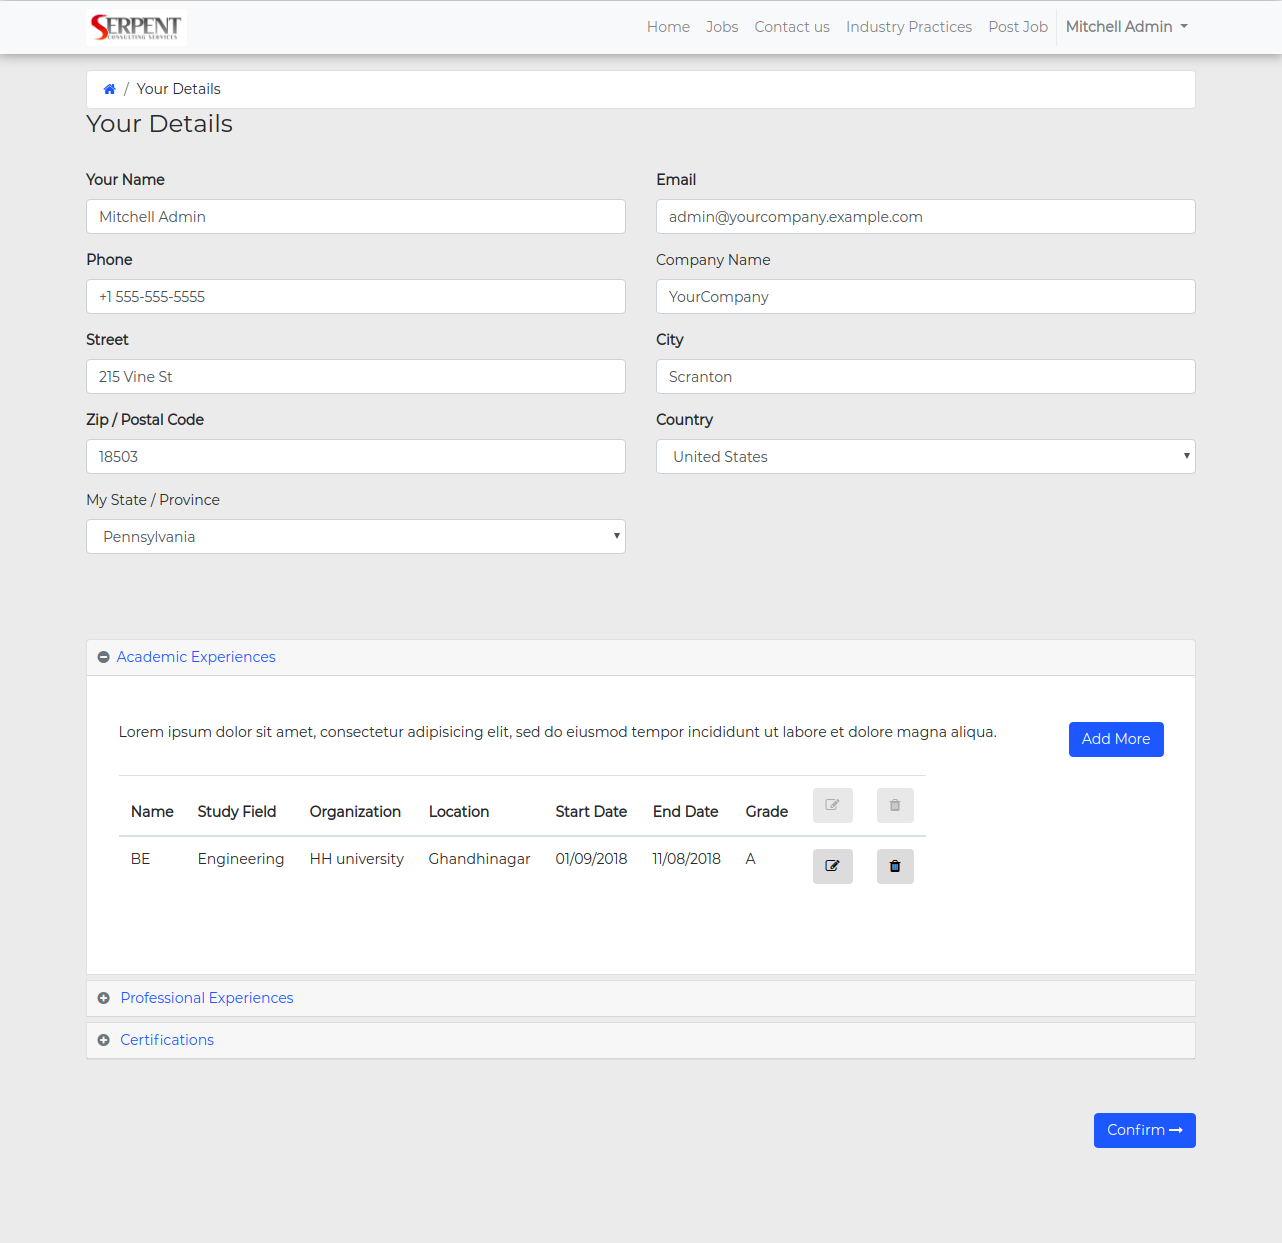 SERPENT
CONSULTING SERVICES
Home Jobs Contact us Industry Practices Post Job Mitchell Admin
/ Your Details
Your Details
Your Name Email
Mitchell Admin admin@yourcompany.example.com
Phone Company Name
+1 555-555-5555 YourCompany
Street City
215 Vine St Scranton
Zip / Postal Code Country
18503 United States
My State / Province
Pennsylvania
Academic Experiences
Lorem ipsum dolor sit amet, consectetur adipisicing elit, sed do eiusmod tempor incididunt ut labore et dolore magna aliqua. Add More
Name Study Field Organization Location Start Date End Date Grade
BE Engineering HH university Ghandhinagar 01/09/2018 11/08/2018 A
Professional Experiences
Certifications
Confirm